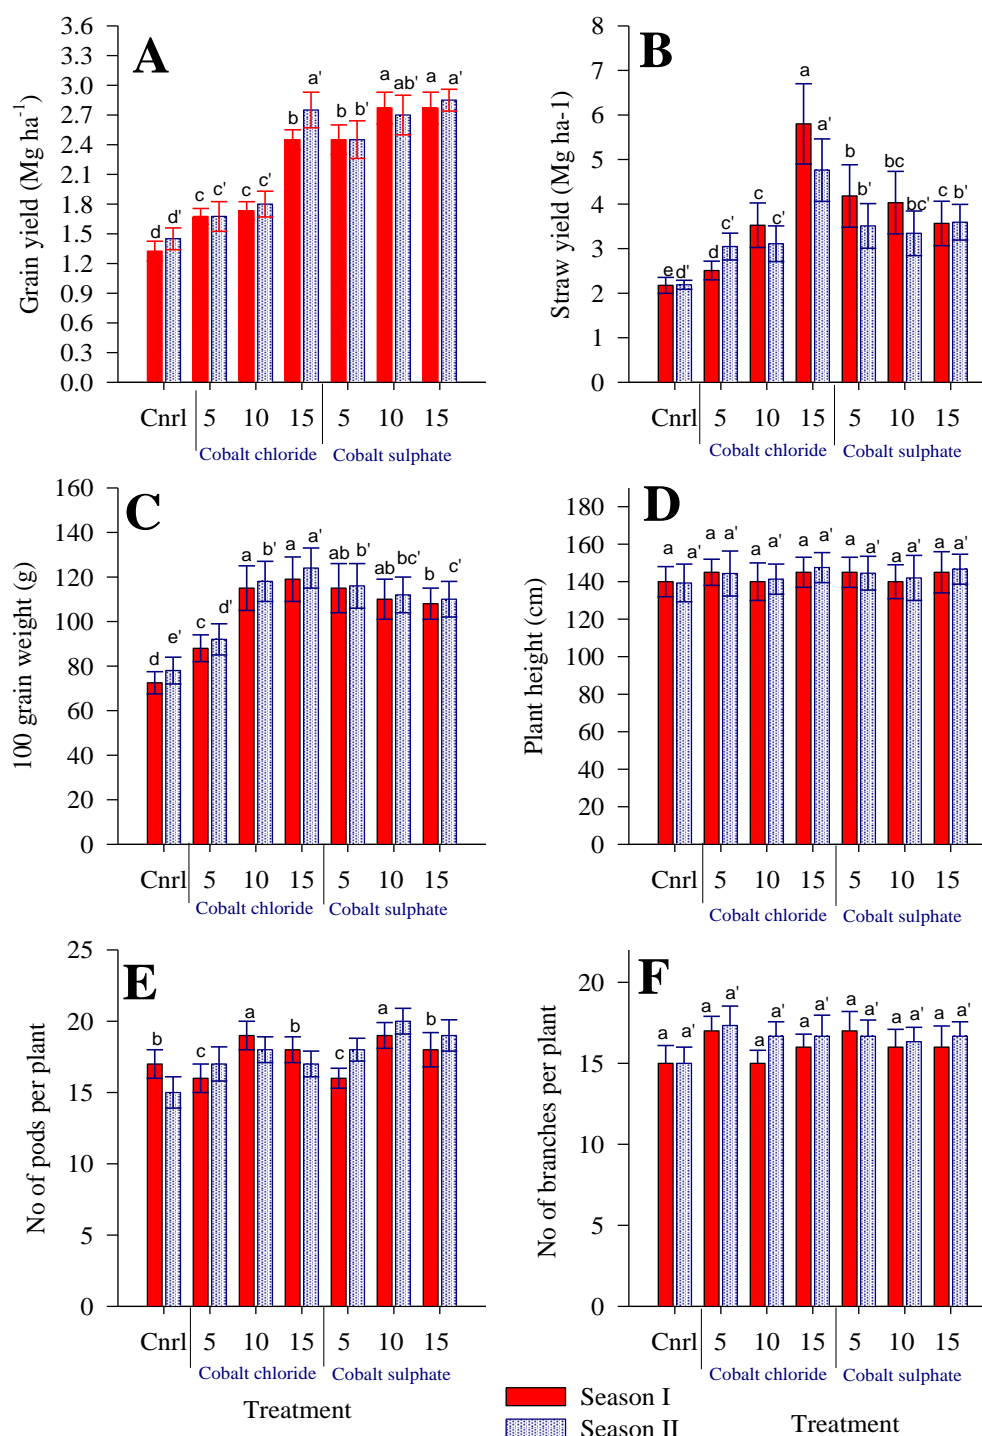 A
Grain yield (Mg ha-1)
3.6
3.3
3.0
2.7
2.4
2.1
1.8
1.5
1.2
0.9
0.6
0.3
0.0
d d' c c' c c' b a' b b' a ab' a a'
Cnrl 5 10 15 5 10 15
Cobalt chloride Cobalt sulphate
B
Straw yield (Mg ha-1)
8
7
6
5
4
3
2
1
0
e d' d c' c c' a a' b b' bc bc' c b'
Cnrl 5 10 15 5 10 15
Cobalt chloride Cobalt sulphate
C
100 grain weight (g)
160
140
120
100
80
60
40
20
0
d e' c d' a b' a a' ab b' ab bc' b c'
Cnrl 5 10 15 5 10 15
Cobalt chloride Cobalt sulphate
D
Plant height (cm)
180
160
140
120
100
80
60
40
20
0
a a' a a' a a' a a' a a' a a' a a'
Cnrl 5 10 15 5 10 15
Cobalt chloride Cobalt sulphate
E
No of pods per plant
25
20
15
10
5
0
b c a b c a b
Cnrl 5 10 15 5 10 15
Cobalt chloride Cobalt sulphate
Treatment
F
No of branches per plant
20
15
10
5
0
a a' a a' a a' a a' a a' a a' a a'
Cnrl 5 10 15 5 10 15
Cobalt chloride Cobalt sulphate
Treatment
Season I
Season II